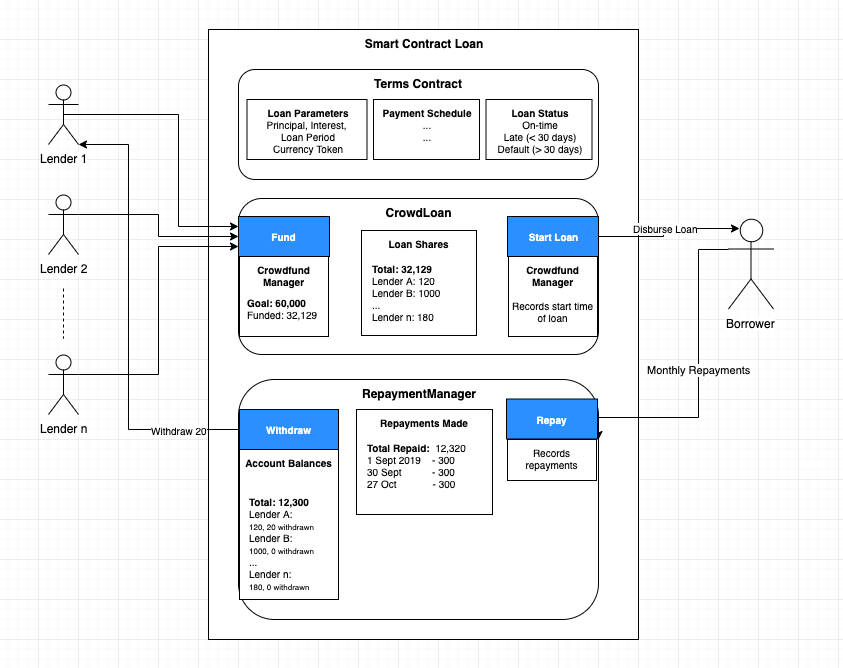 Smart Contract Loan
Terms Contract
Loan Parameters
Principal, Interest,
Loan Period
Currency Token
Payment Schedule
...
...
Loan Status
On-time
Late (< 30 days)
Default (> 30 days)
Lender 1
Lender 2
Lender n
CrowdLoan
Fund
Crowdfund
Manager
Goal: 60,000
Funded: 32,129
Loan Shares
Total: 32,129
Lender A: 120
Lender B: 1000
...
Lender n: 180
Start Loan
Crowdfund
Manager
Records start time
of loan
Disburse Loan
Borrower
Monthly Repayments
RepaymentManager
Withdraw 20
Withdraw
Account Balances
Total: 12,300
Lender A:
120, 20 withdrawn
Lender B:
1000, 0 withdrawn
...
Lender n:
180, 0 withdrawn
Repayments Made
Total Repaid: 12,320
1 Sept 2019 - 300
30 Sept - 300
27 Oct - 300
Repay
Records
repayments